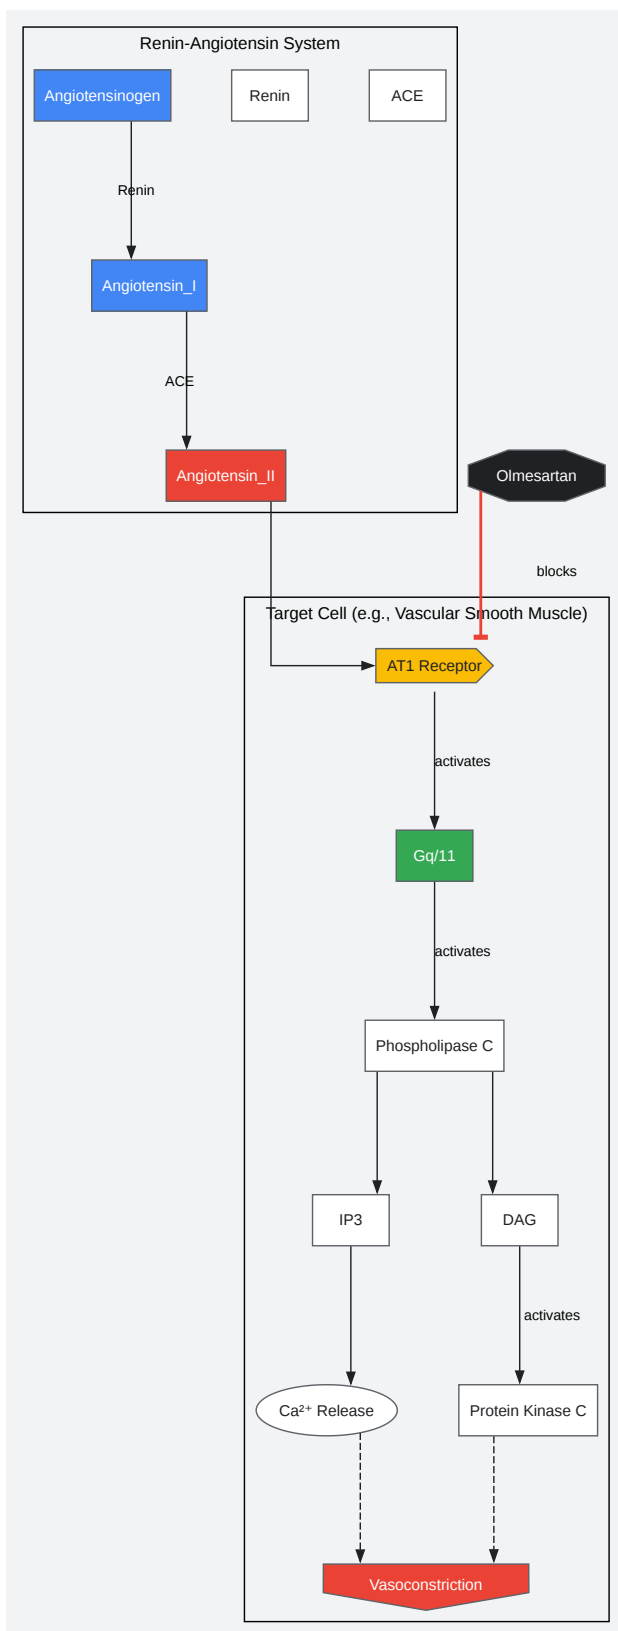 Renin-Angiotensin System
Angiotensinogen
Renin
ACE
Renin
Angiotensin_I
ACE
Angiotensin_II
Olmesartan
blocks
Target Cell (e.g., Vascular Smooth Muscle)
AT1 Receptor
activates
Gq/11
activates
Phospholipase C
IP3
DAG
activates
Ca²⁺ Release
Protein Kinase C
Vasoconstriction